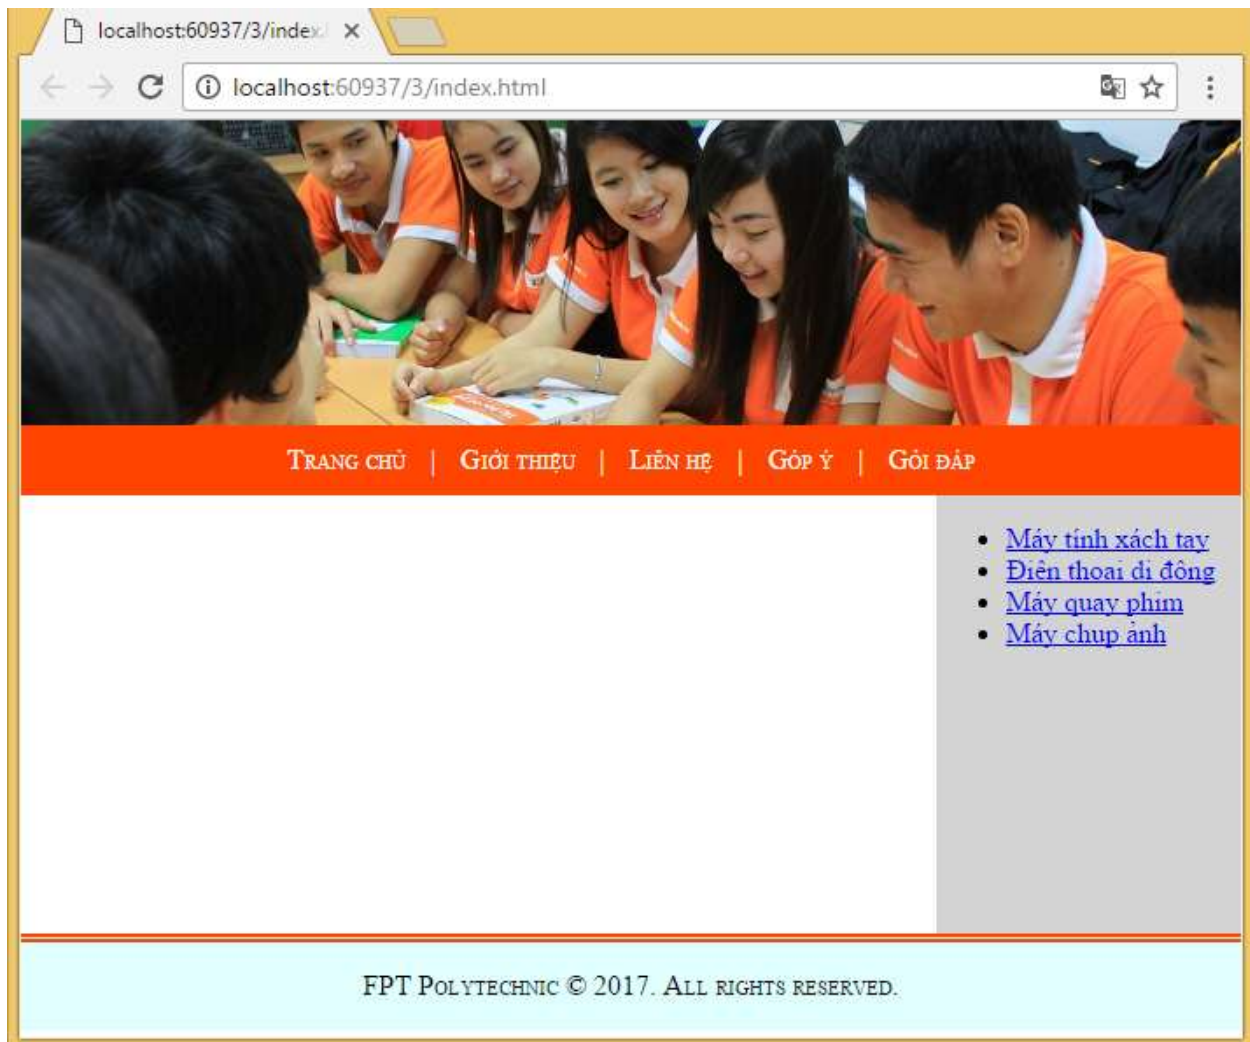 localhost:60937/3/index.
localhost:60937/3/index.html
Trang chủ | Giới thiệu | Liên hệ | Góp ý | Gỏi đáp
Máy tính xách tay
Điện thoại di động
Máy quay phim
Máy chụp ảnh
FPT Polytechnic © 2017. All rights reserved.